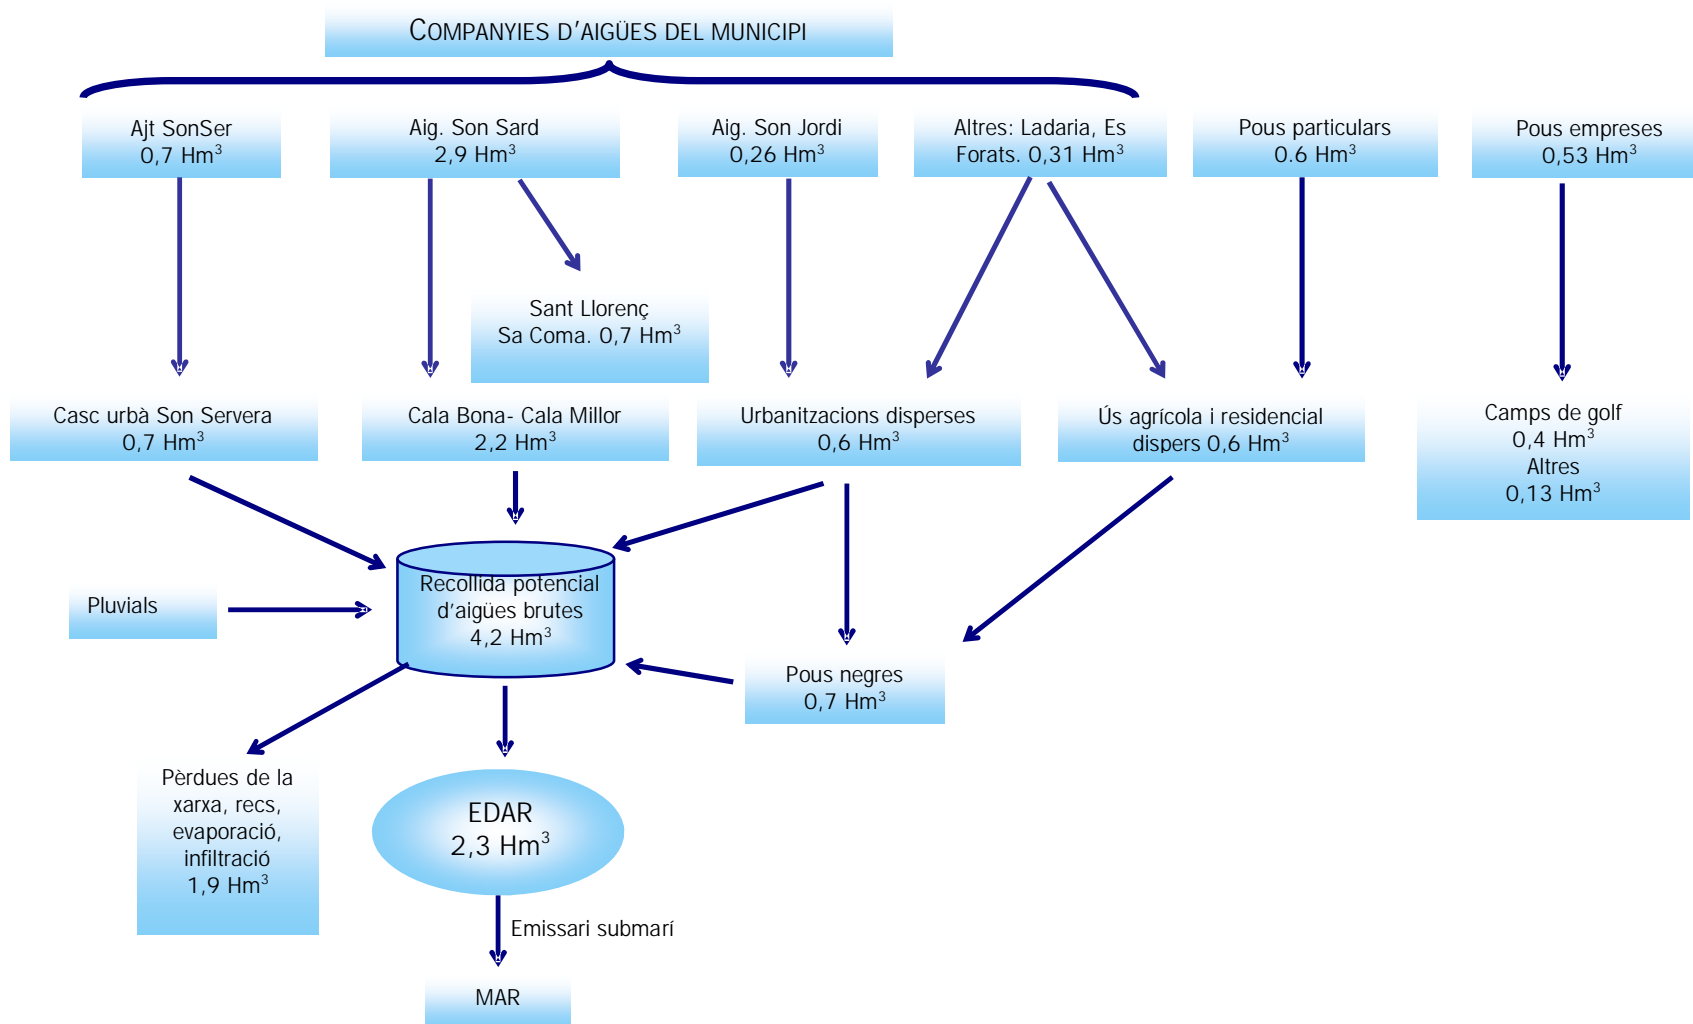 COMPANYIES D'AIGÜES DEL MUNICIPI
Ajt SonSer
0,7 Hm³
Aig. Son Sard
2,9 Hm³
Aig. Son Jordi
0,26 Hm³
Altres: Ladaria, Es
Forats. 0,31 Hm³
Pous particulars
0.6 Hm³
Pous empreses
0,53 Hm³
Sant Llorenç
Sa Coma. 0,7 Hm³
Casc urbà Son Servera
0,7 Hm³
Cala Bona- Cala Millor
2,2 Hm³
Urbanitzacions disperses
0,6 Hm³
Ús agrícola i residencial
dispers 0,6 Hm³
Camps de golf
0,4 Hm³
Altres
0,13 Hm³
Pluvials
Recollida potencial
d'aigües brutes
4,2 Hm³
Pous negres
0,7 Hm³
Pèrdues de la
xarxa, recs,
evaporació,
infiltració
1,9 Hm³
EDAR
2,3 Hm³
Emissari submarí
MAR